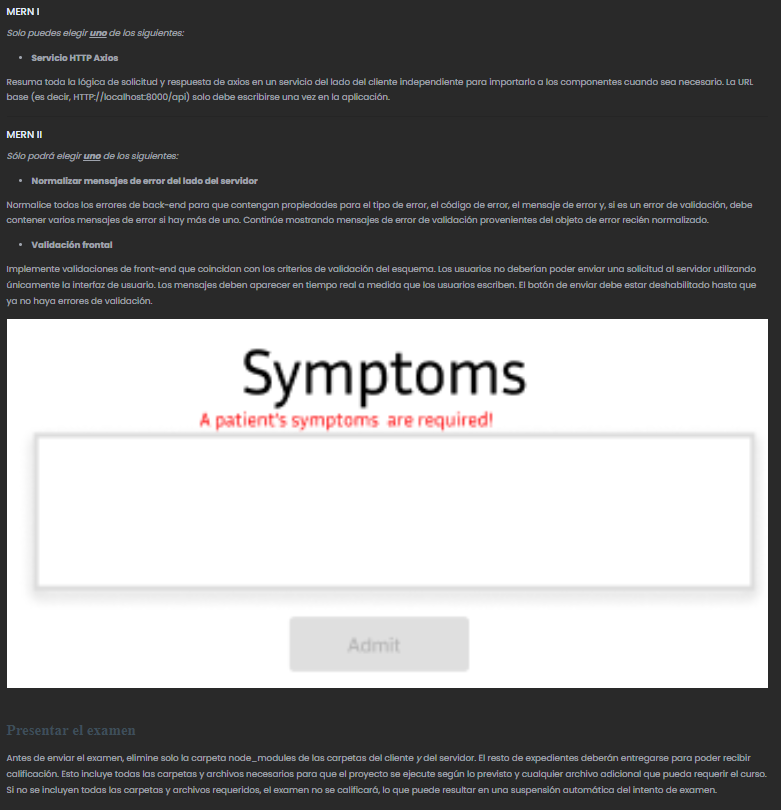 MERN I
Solo puedes elegir uno de los siguientes:
• Servicio HTTP Axios
Resuma toda la lógica de solicitud y respuesta de axios en un servicio del lado del cliente independiente para importarlo a los componentes cuando sea necesario. La URL
base (es decir, HTTP://localhost:8000/api) solo debe escribirse una vez en la aplicación.
MERN II
Sólo podrá elegir uno de los siguientes:
• Normalizar mensajes de error del lado del servidor
Normalice todos los errores de back-end para que contengan propiedades para el tipo de error, el código de error, el mensaje de error y, si es un error de validación, debe
contener varios mensajes de error si hay más de uno. Continúe mostrando mensajes de error de validación provenientes del objeto de error recién normalizado.
• Validación frontal
Implemente validaciones de front-end que coincidan con los criterios de validación del esquema. Los usuarios no deberían poder enviar una solicitud al servidor utilizando
únicamente la interfaz de usuario. Los mensajes deben aparecer en tiempo real a medida que los usuarios escriben. El botón de enviar debe estar deshabilitado hasta que
ya no haya errores de validación.
Symptoms
A patient's symptoms are required!
Admit
Presentar el examen
Antes de enviar el examen, elimine solo la carpeta node_modules de las carpetas del cliente y del servidor. El resto de expedientes deberán entregarse para poder recibir
calificación. Esto incluye todas las carpetas y archivos necesarios para que el proyecto se ejecute según lo previsto y cualquier archivo adicional que pueda requerir el curso.
Si no se incluyen todas las carpetas y archivos requeridos, el examen no se calificará, lo que puede resultar en una suspensión automática del intento de examen.